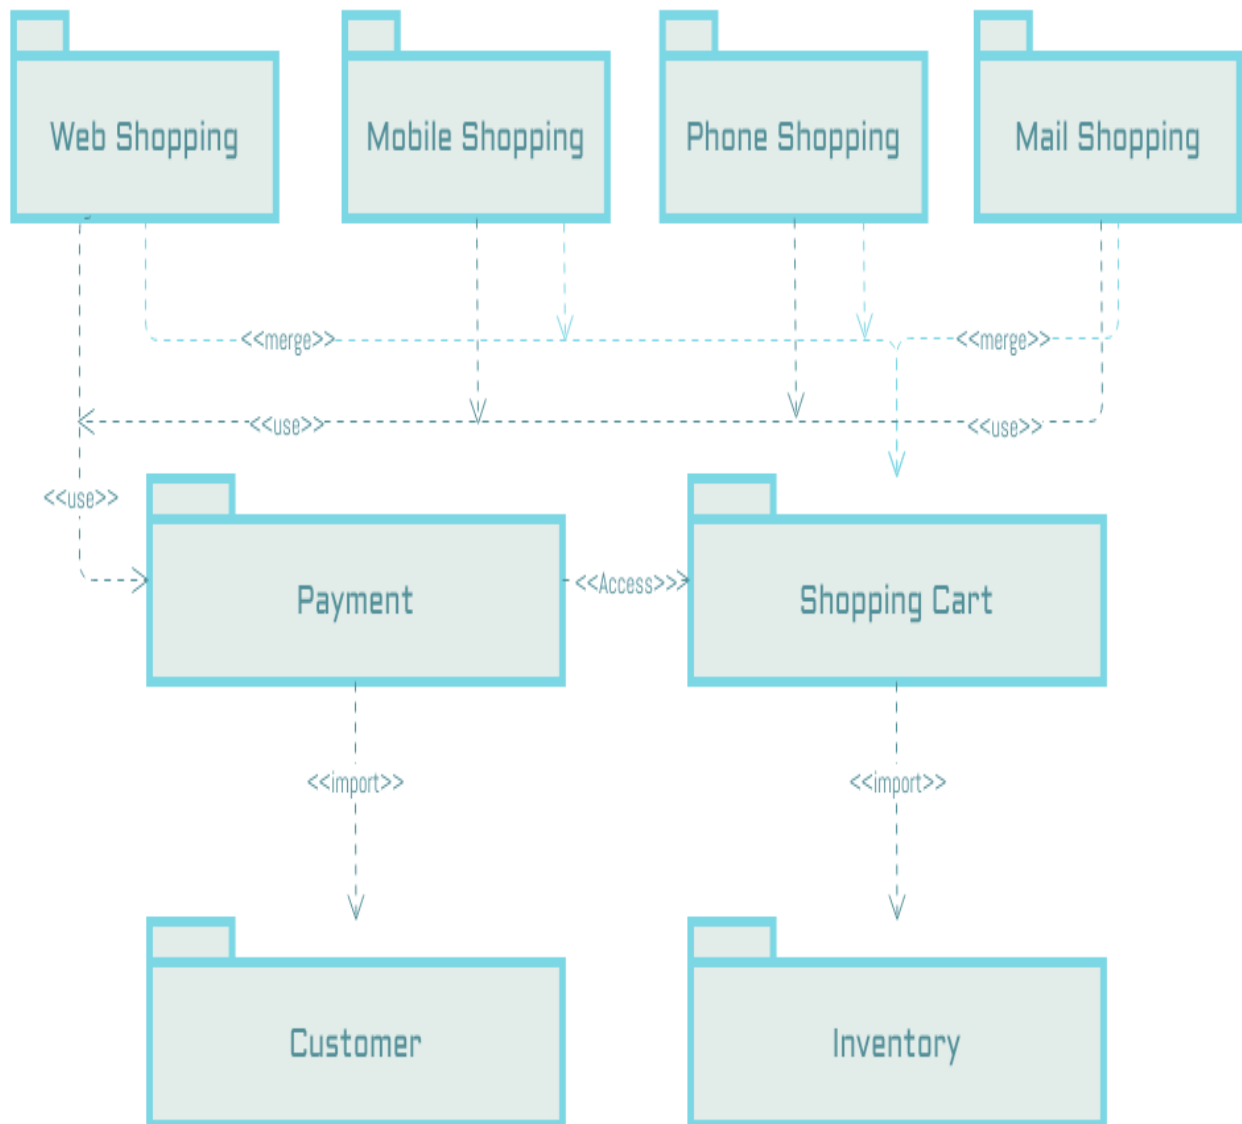 Web Shopping
Mobile Shopping
Phone Shopping
Mail Shopping
<<merge>>
<<merge>>
<<use>>
<<use>>
<<use>>
Payment
<<Access>>
Shopping Cart
<<import>>
<<import>>
Customer
Inventory